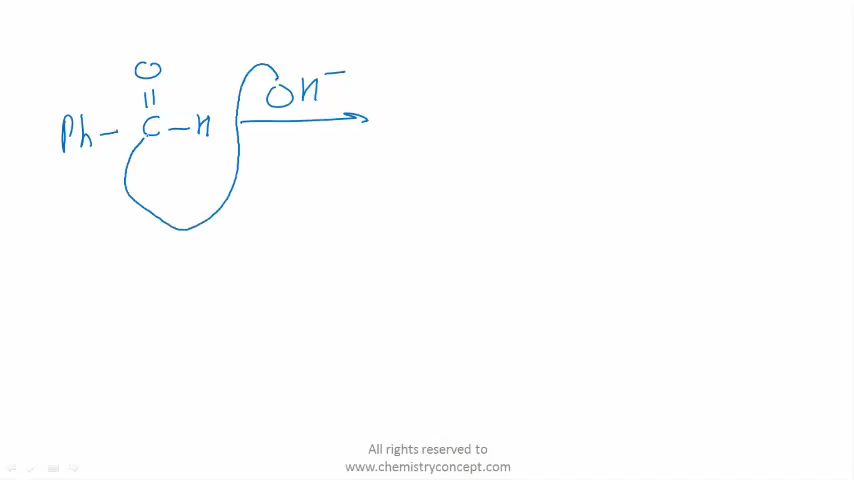 O
||
Ph - C - H
OH⁻
All rights reserved to
www.chemistryconcept.com